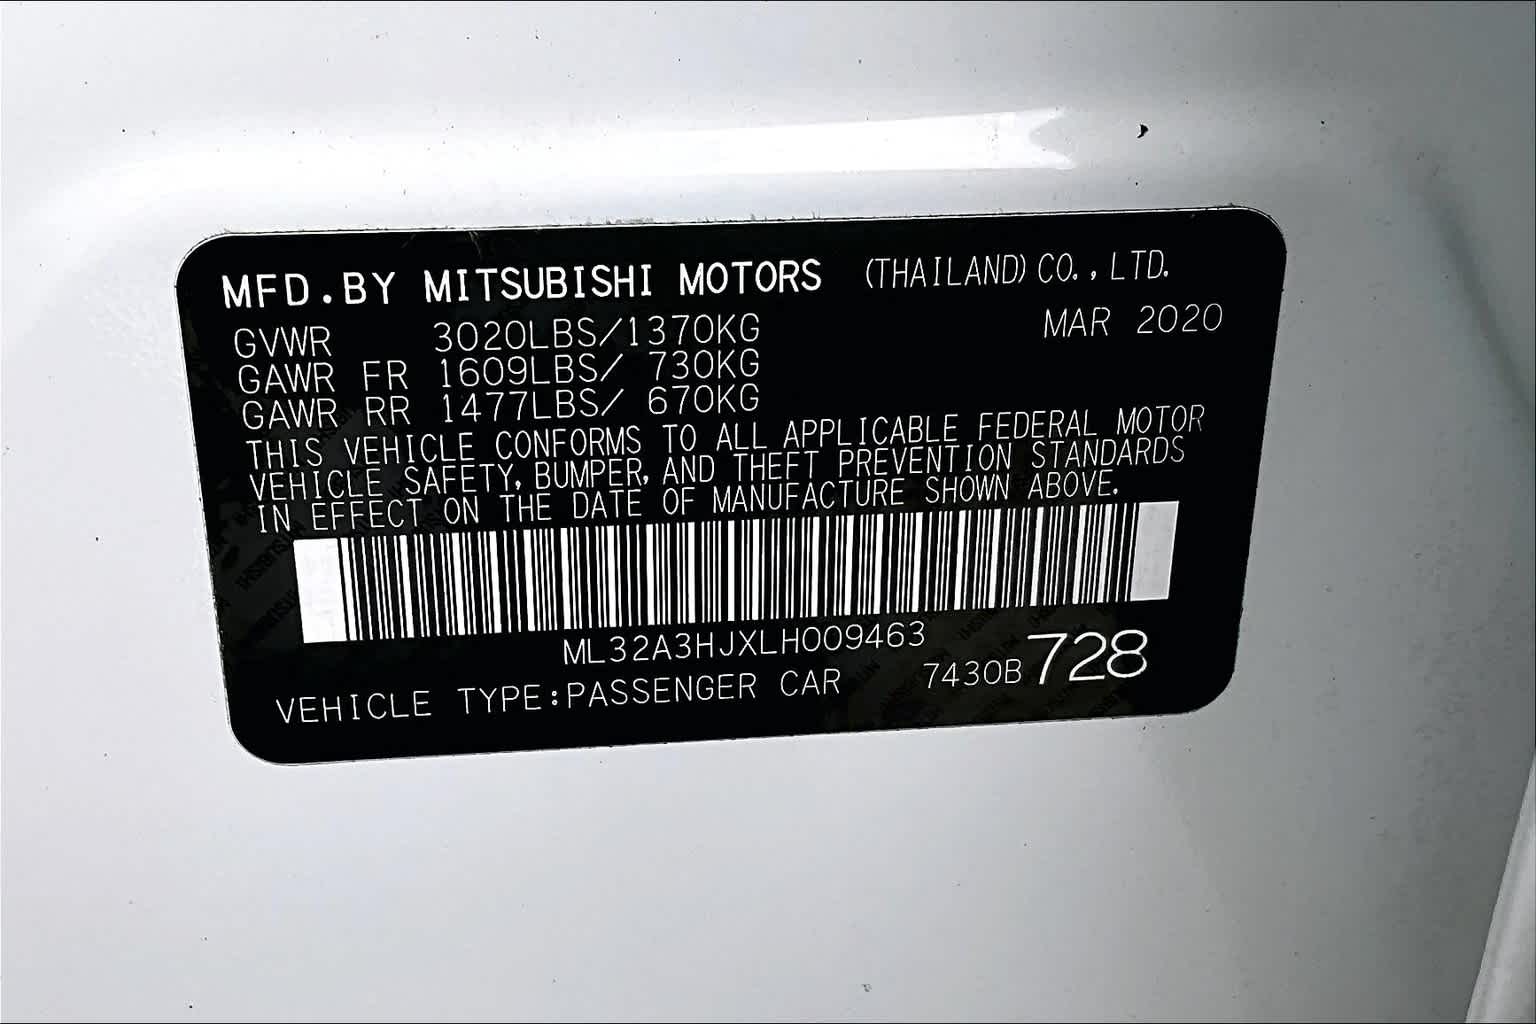 MFD.BY MITSUBISHI MOTORS (THAILAND) CO., LTD.
GVWR 3020LBS/1370KG MAR 2020
GAWR FR 1609LBS/ 730KG
GAWR RR 1477LBS/ 670KG
THIS VEHICLE CONFORMS TO ALL APPLICABLE FEDERAL MOTOR
VEHICLE SAFETY, BUMPER, AND THEFT PREVENTION STANDARDS
IN EFFECT ON THE DATE OF MANUFACTURE SHOWN ABOVE.
ML32A3HJXLH009463
VEHICLE TYPE:PASSENGER CAR 7430B 728